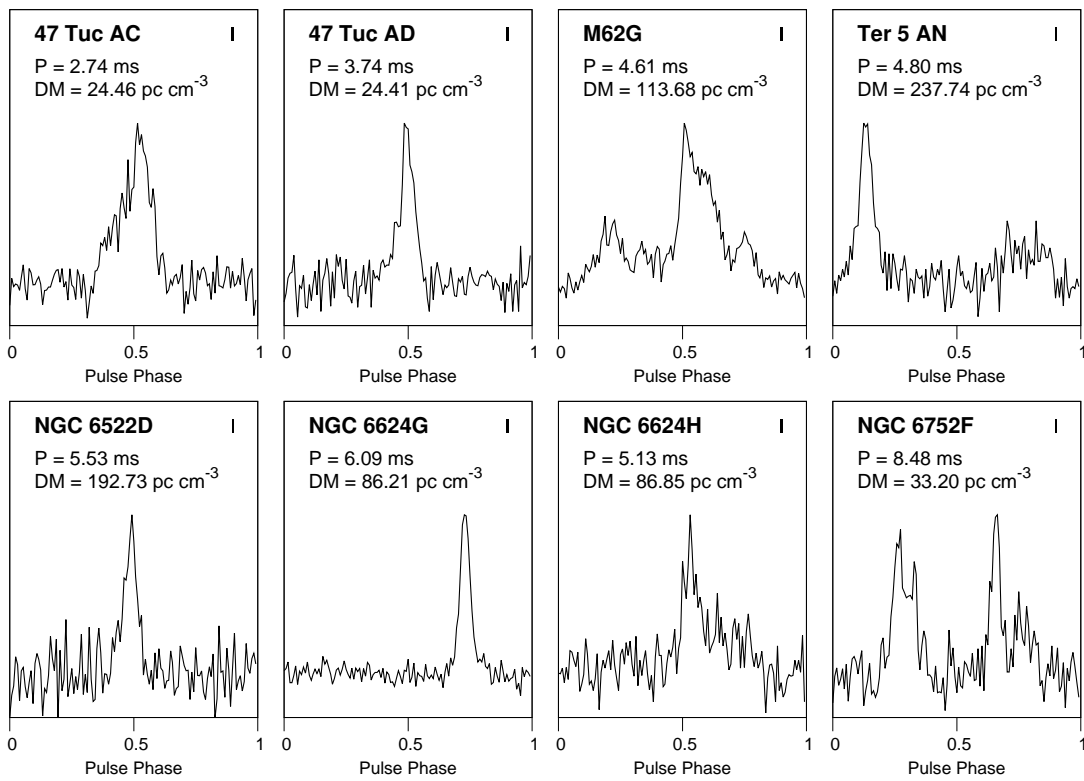 47 Tuc AC
P = 2.74 ms
DM = 24.46 pc cm-3
0 0.5 1
Pulse Phase
47 Tuc AD
P = 3.74 ms
DM = 24.41 pc cm-3
0 0.5 1
Pulse Phase
M62G
P = 4.61 ms
DM = 113.68 pc cm-3
0 0.5 1
Pulse Phase
Ter 5 AN
P = 4.80 ms
DM = 237.74 pc cm-3
0 0.5 1
Pulse Phase
NGC 6522D
P = 5.53 ms
DM = 192.73 pc cm-3
0 0.5 1
Pulse Phase
NGC 6624G
P = 6.09 ms
DM = 86.21 pc cm-3
0 0.5 1
Pulse Phase
NGC 6624H
P = 5.13 ms
DM = 86.85 pc cm-3
0 0.5 1
Pulse Phase
NGC 6752F
P = 8.48 ms
DM = 33.20 pc cm-3
0 0.5 1
Pulse Phase